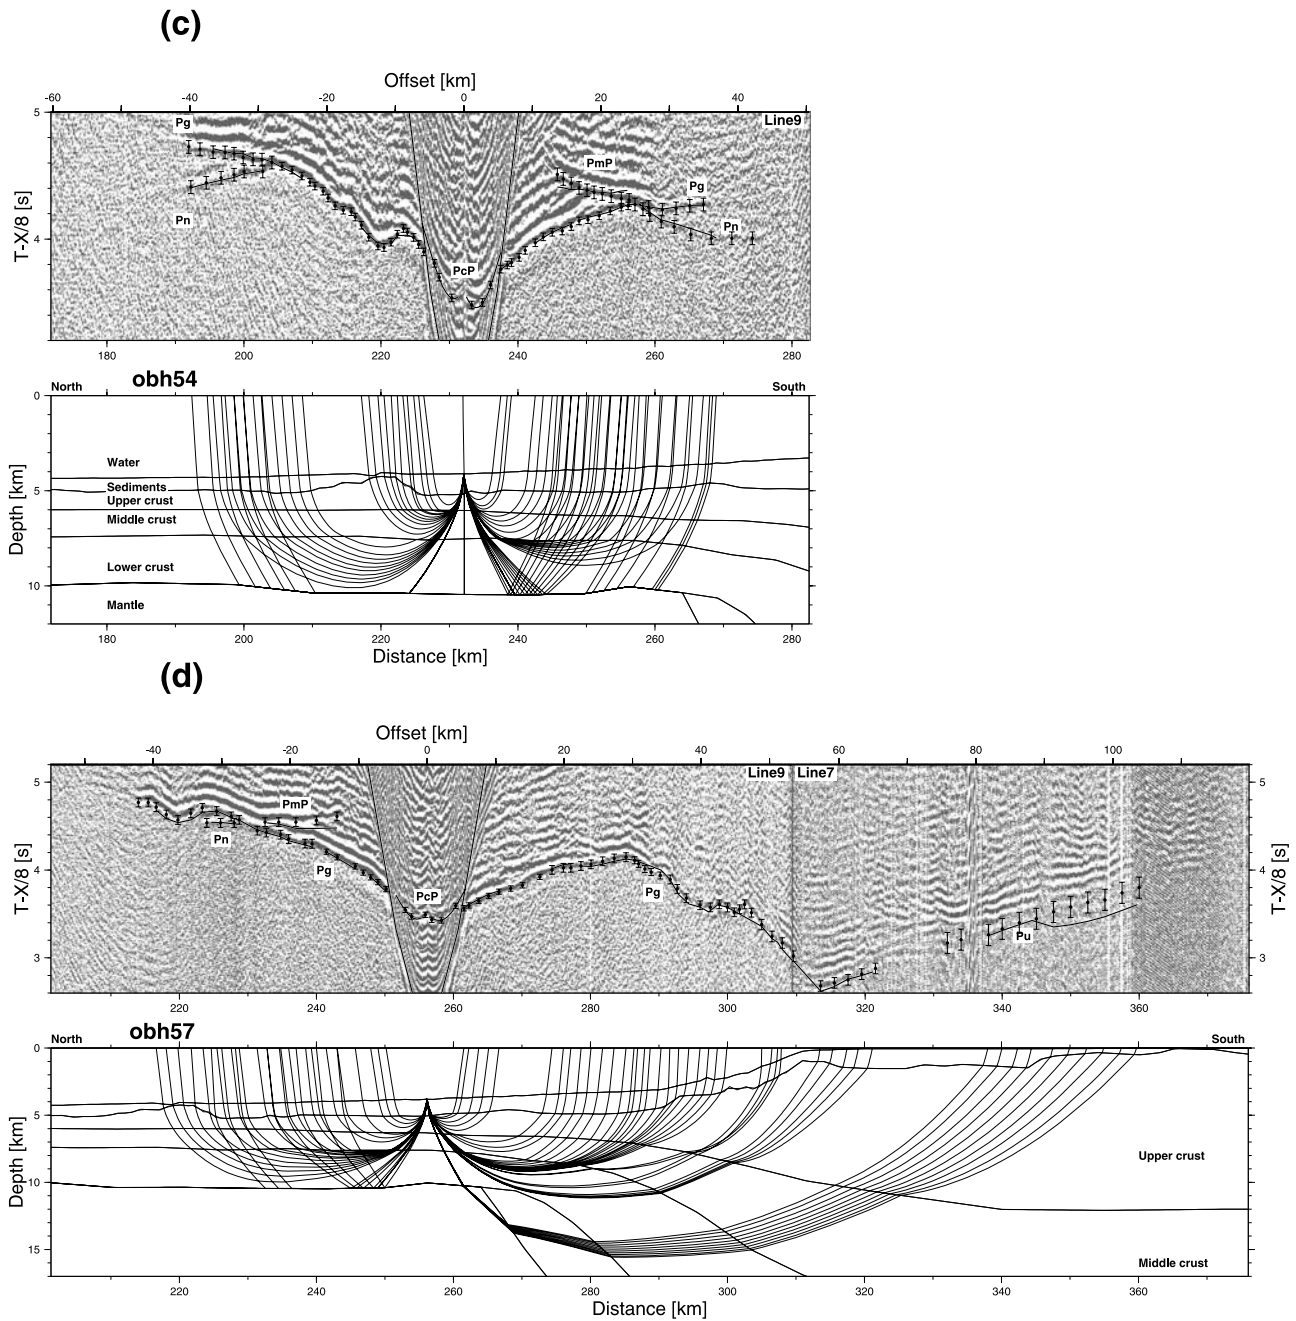 (c)
Offset [km]
-60 -40 -20 0 20 42
Pg
Line9
PmP
Pg
Pn
Pn
PcP
5
4
T-X/8 [s]
180 200 220 240 260 280
North obh54 South
0
5
10
Depth [km]
Water
Sediments
Upper crust
Middle crust
Lower crust
Mantle
180 200 220 240 260 280
Distance [km]
(d)
Offset [km]
-40 -20 0 20 40 60 80 100
Line9 Line7
5
4
3
T-X/8 [s]
PmP
Pn
Pg
PcP
Pg
Pu
5
4
3
T-X/8 [s]
220 240 260 280 300 320 340 360
North obh57 South
0
5
10
15
Depth [km]
Upper crust
Middle crust
220 240 260 280 300 320 340 360
Distance [km]